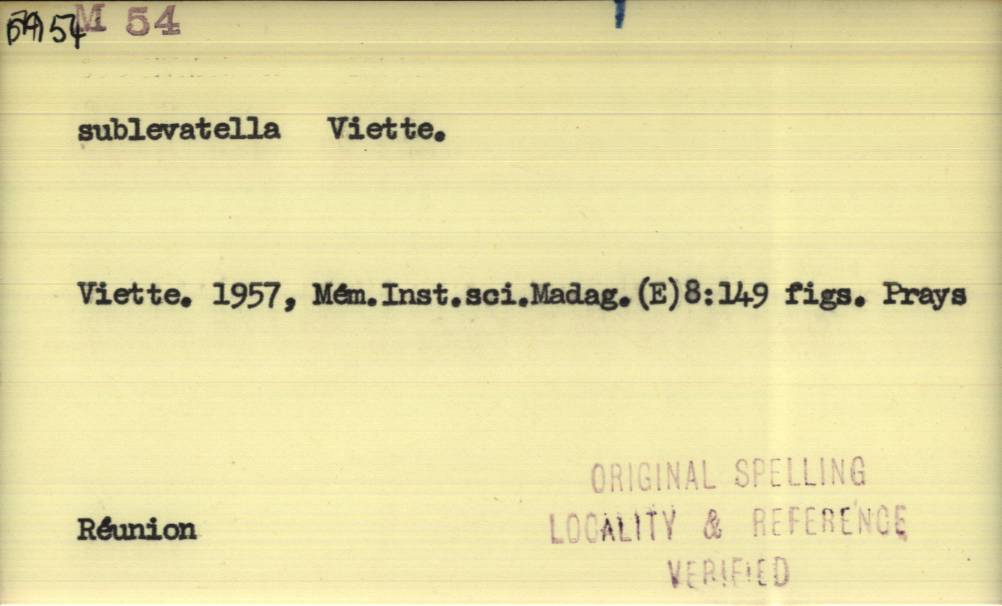 M 54
sublevatella Viette.
Viette. 1957, Mém.Inst.sci.Madag.(E)8:149 figs. Prays
Réunion
ORIGINAL SPELLING
LOCALITY & REFERENCE
VERIFIED